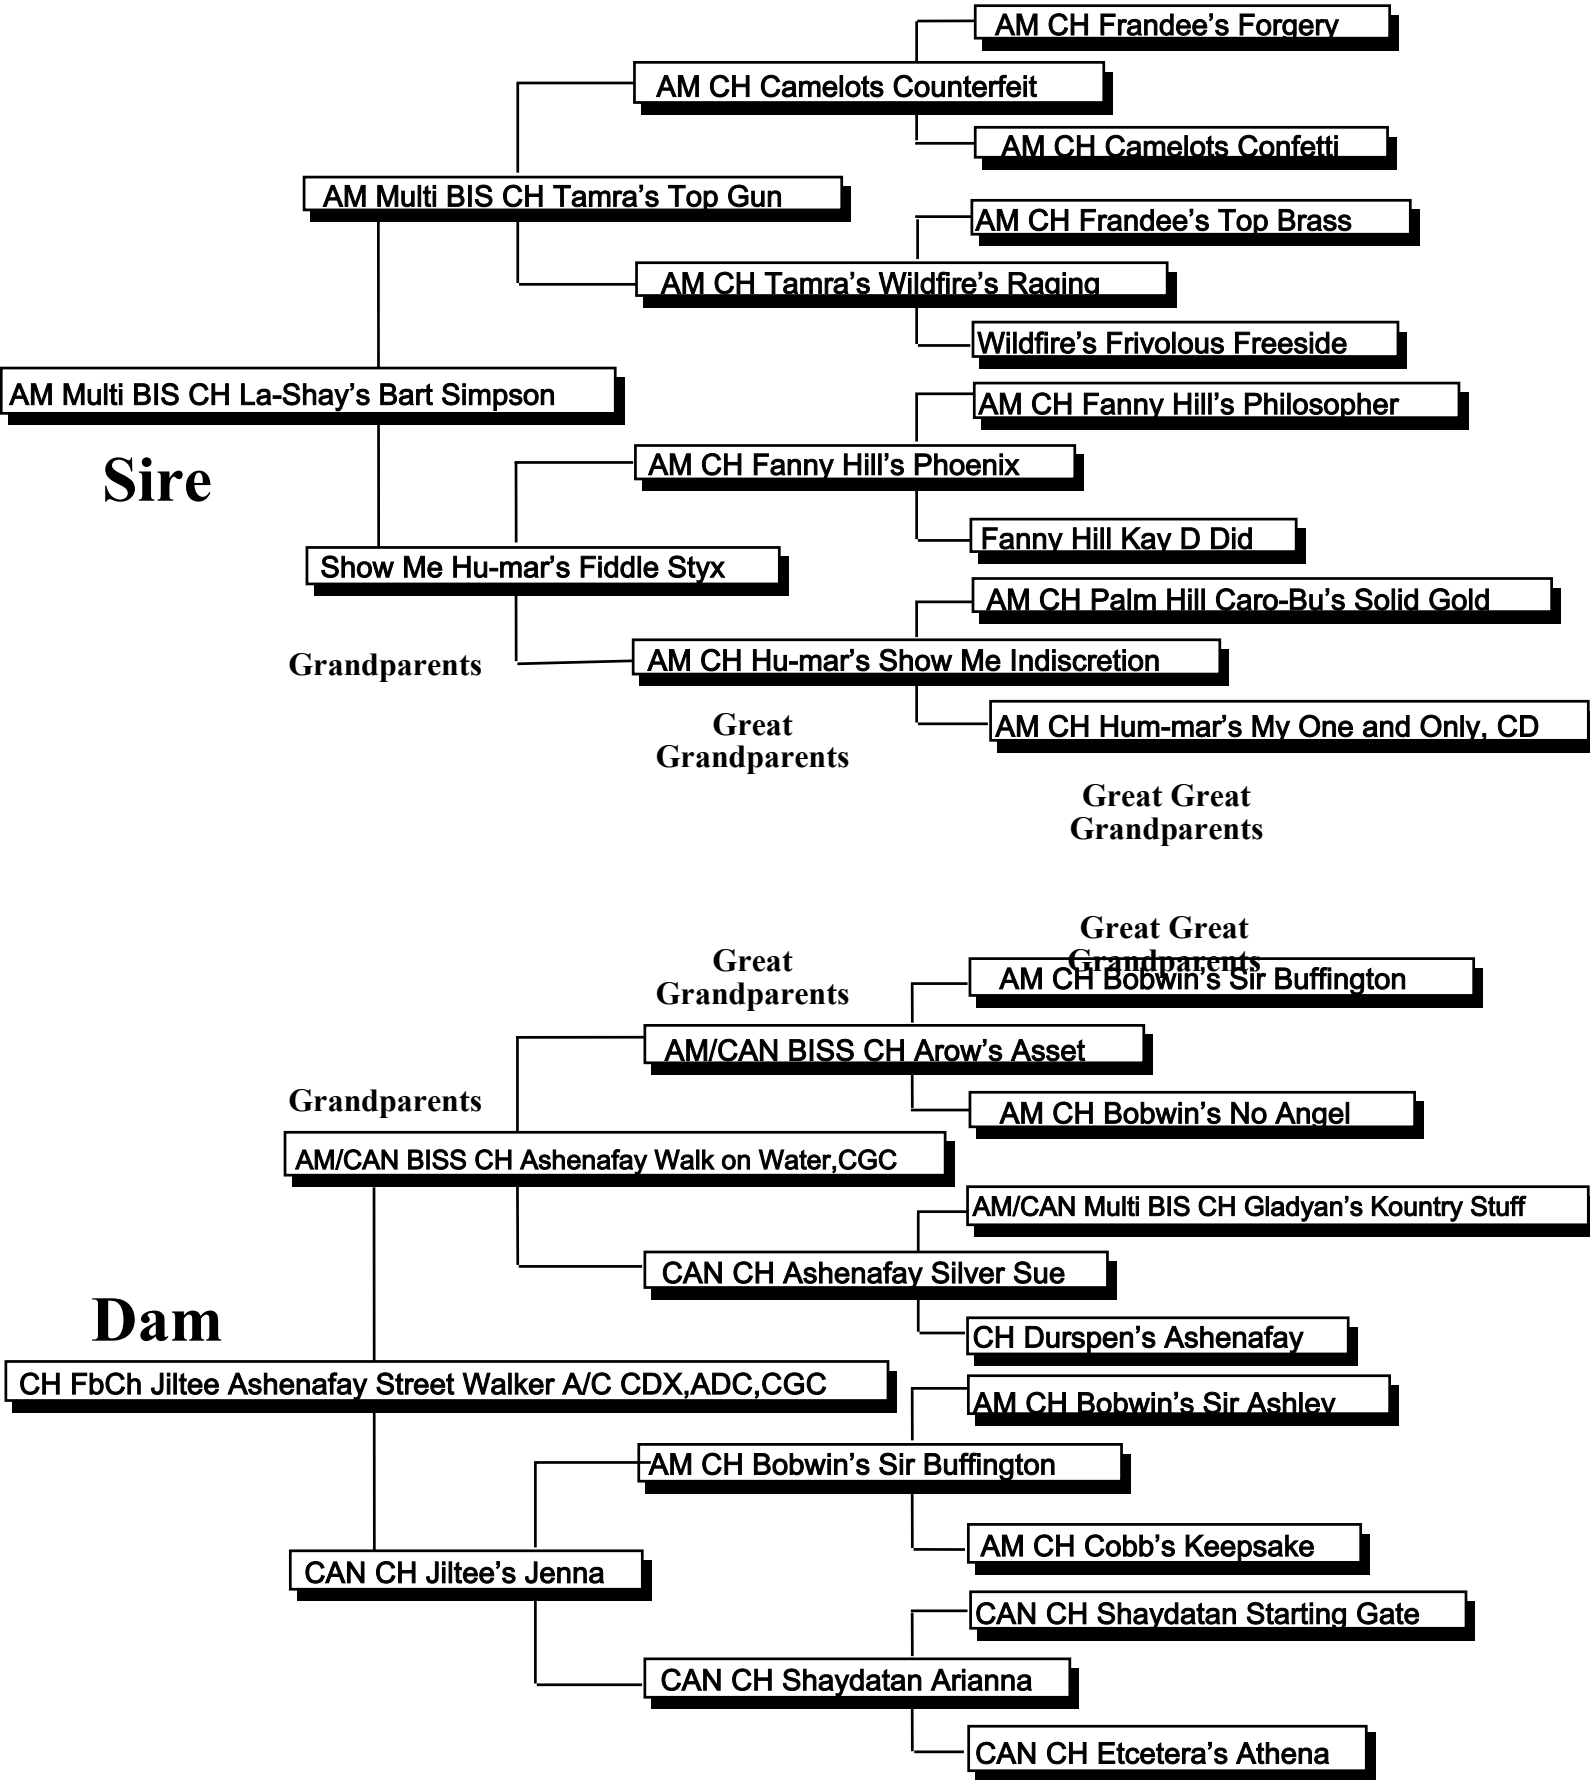 AM CH Frandee’s Forgery
AM CH Camelots Counterfeit
AM CH Camelots Confetti
AM Multi BIS CH Tamra’s Top Gun
AM CH Frandee’s Top Brass
AM CH Tamra’s Wildfire’s Raging
Wildfire’s Frivolous Freeside
AM Multi BIS CH La-Shay’s Bart Simpson
AM CH Fanny Hill’s Philosopher
Sire
AM CH Fanny Hill’s Phoenix
Fanny Hill Kay D Did
Show Me Hu-mar’s Fiddle Styx
AM CH Palm Hill Caro-Bu’s Solid Gold
Grandparents
AM CH Hu-mar’s Show Me Indiscretion
AM CH Hum-mar’s My One and Only, CD
Great
Grandparents
Great Great
Grandparents
Great Great
Grandparents
Great
Grandparents
AM CH Bobwin’s Sir Buffington
AM/CAN BISS CH Arow’s Asset
Grandparents
AM CH Bobwin’s No Angel
AM/CAN BISS CH Ashenafay Walk on Water,CGC
AM/CAN Multi BIS CH Gladyan’s Kountry Stuff
CAN CH Ashenafay Silver Sue
Dam
CH Durspen’s Ashenafay
CH FbCh Jiltee Ashenafay Street Walker A/C CDX,ADC,CGC
AM CH Bobwin’s Sir Ashley
AM CH Bobwin’s Sir Buffington
AM CH Cobb’s Keepsake
CAN CH Jiltee’s Jenna
CAN CH Shaydatan Starting Gate
CAN CH Shaydatan Arianna
CAN CH Etcetera’s Athena